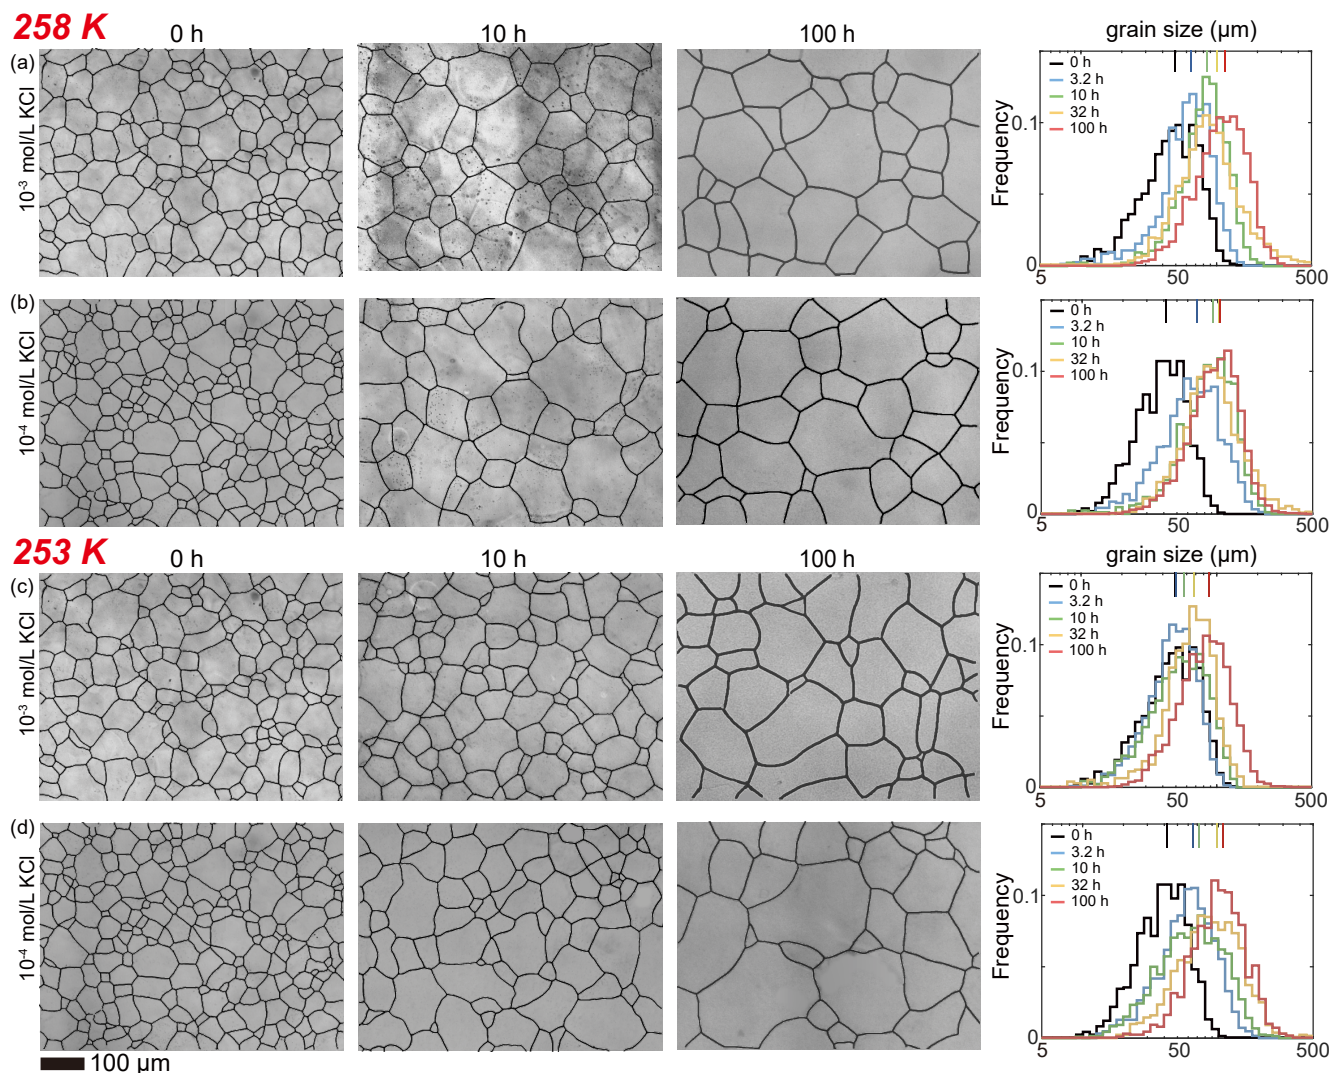 258 K
0 h 10 h 100 h grain size (µm)
(a)
10⁻³ mol/L KCl
Frequency
0.1
0
0 h
3.2 h
10 h
32 h
100 h
5 50 500
(b)
10⁻⁴ mol/L KCl
Frequency
0.1
0
0 h
3.2 h
10 h
32 h
100 h
5 50 500
253 K
0 h 10 h 100 h grain size (µm)
(c)
10⁻³ mol/L KCl
Frequency
0.1
0
0 h
3.2 h
10 h
32 h
100 h
5 50 500
(d)
10⁻⁴ mol/L KCl
Frequency
0.1
0
0 h
3.2 h
10 h
32 h
100 h
5 50 500
100 µm